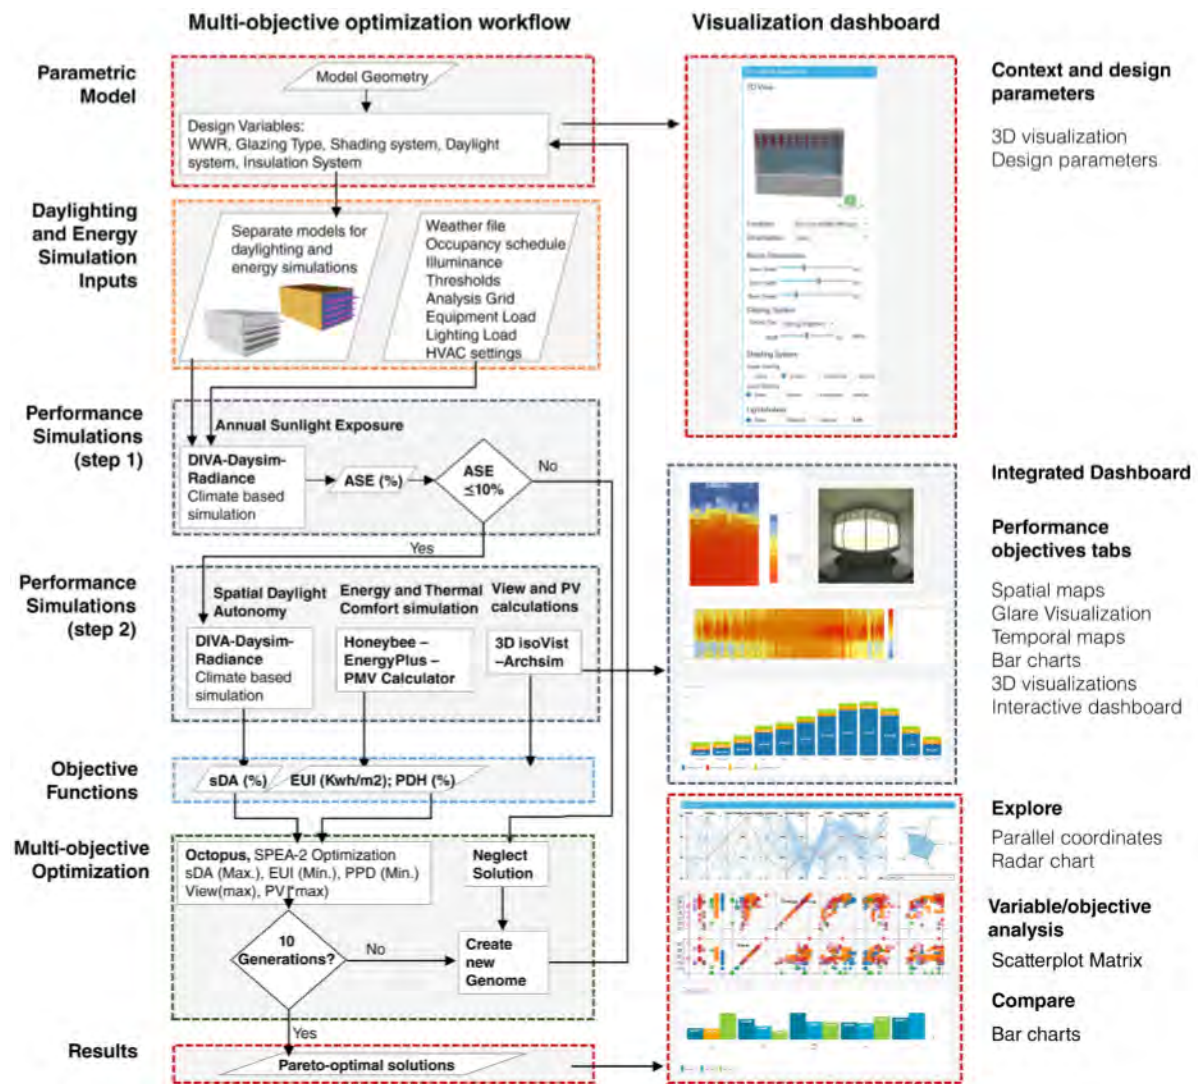 Multi-objective optimization workflow
Visualization dashboard
Parametric
Model
Model Geometry
Design Variables:
WWR, Glazing Type, Shading system, Daylight
system, Insulation System
Daylighting
and Energy
Simulation
Inputs
Separate models for
daylighting and
energy simulations
Weather file
Occupancy schedule
Illuminance
Thresholds
Analysis Grid
Equipment Load
Lighting Load
HVAC settings
Performance
Simulations
(step 1)
Annual Sunlight Exposure
DIVA-Daysim-
Radiance
Climate based
simulation
ASE (%)
ASE
≤10%
No
Yes
Performance
Simulations
(step 2)
Spatial Daylight
Autonomy
DIVA-Daysim-
Radiance
Climate based
simulation
Energy and Thermal
Comfort simulation
Honeybee –
EnergyPlus –
PMV Calculator
View and PV
calculations
3D isoVist
–Archsim
Objective
Functions
sDA (%)
EUI (Kwh/m2); PDH (%)
Multi-objective
Optimization
Octopus, SPEA-2 Optimization
sDA (Max.), EUI (Min.), PPD (Min.)
View(max), PV( max)
Neglect
Solution
10
Generations?
No
Create
new
Genome
Yes
Results
Pareto-optimal solutions
3D View
Shading System
Context and design
parameters
3D visualization
Design parameters
Integrated Dashboard
Performance
objectives tabs
Spatial maps
Glare Visualization
Temporal maps
Bar charts
3D visualizations
Interactive dashboard
Explore
Parallel coordinates
Radar chart
Variable/objective
analysis
Scatterplot Matrix
Compare
Bar charts